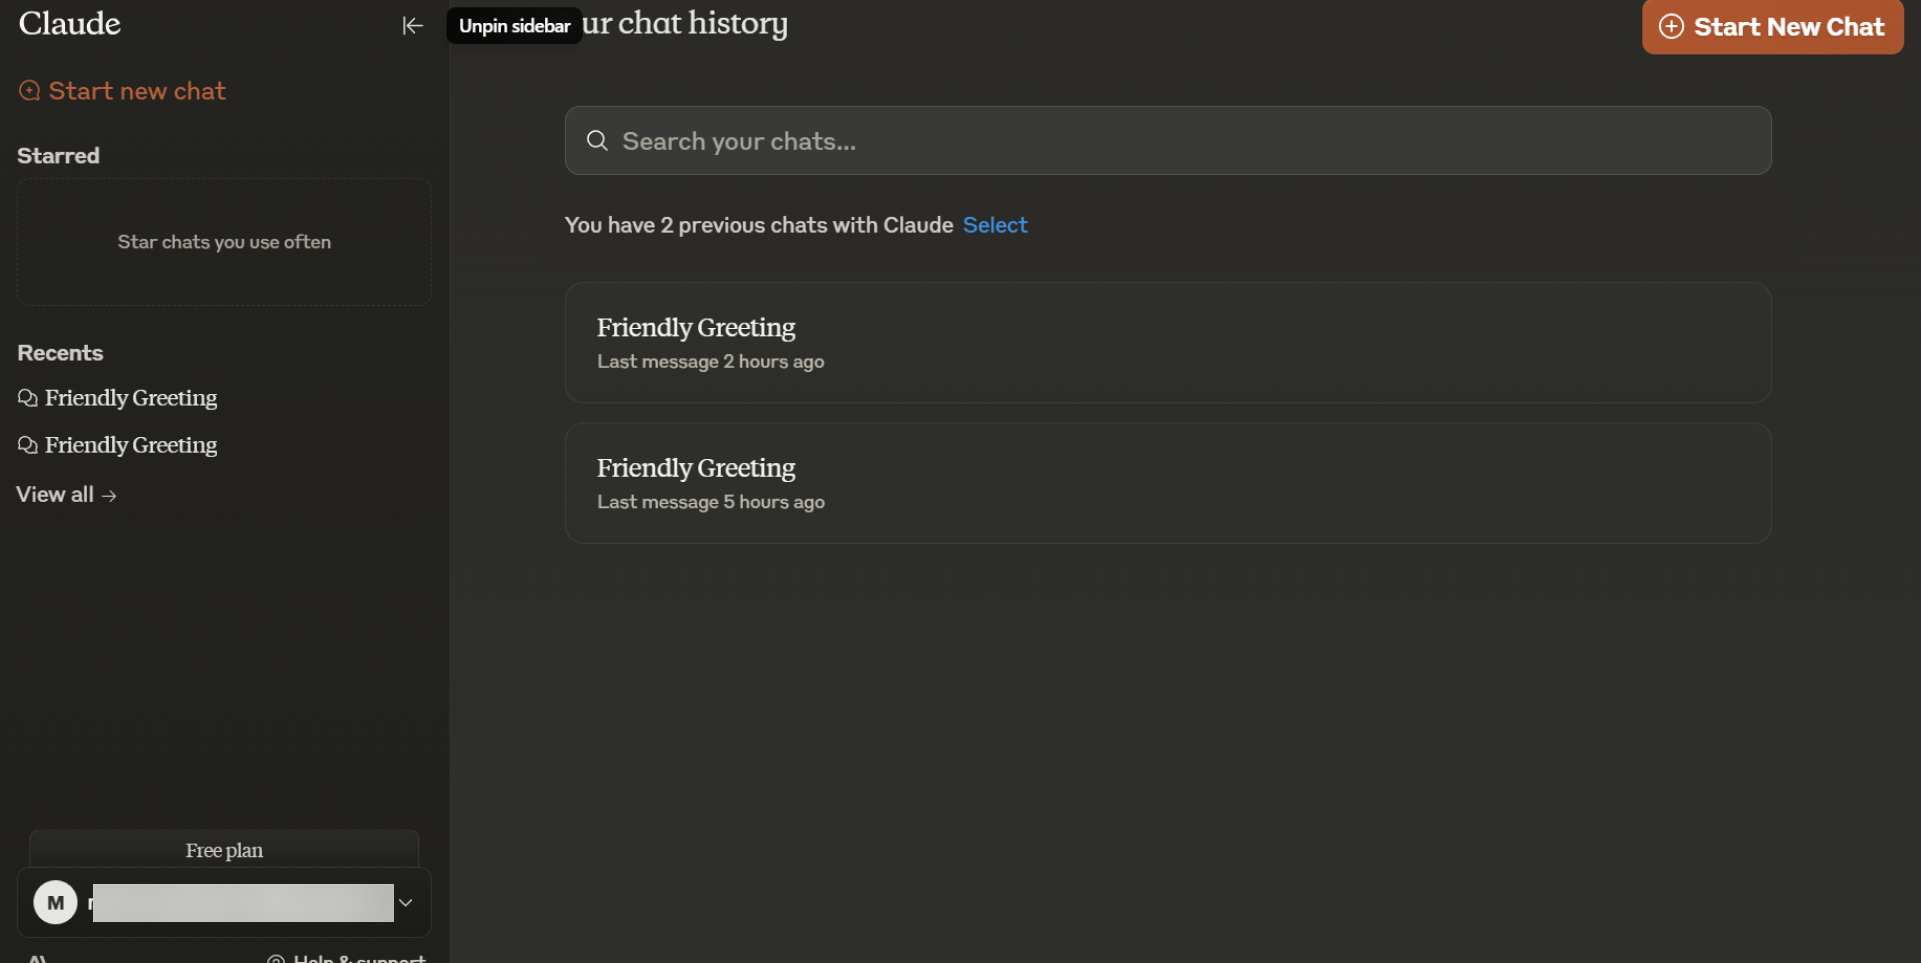 Claude
Unpin sidebar
ur chat history
Start New Chat
Start new chat
Search your chats...
Starred
Star chats you use often
You have 2 previous chats with Claude Select
Friendly Greeting
Last message 2 hours ago
Recents
Friendly Greeting
Friendly Greeting
View all →
Friendly Greeting
Last message 5 hours ago
Free plan
M
Help & support